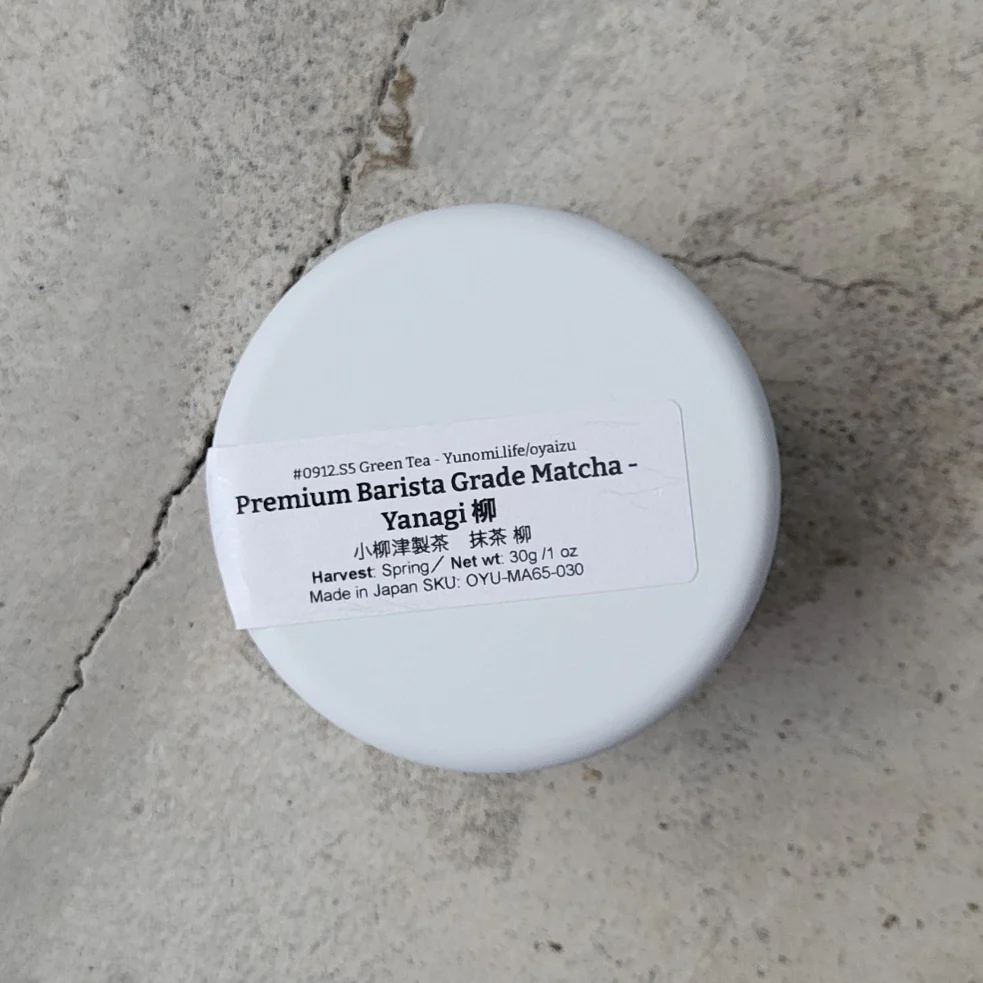 #0912.S5 Green Tea - Yunomi.life/oyaizu
Premium Barista Grade Matcha -
Yanagi 柳
小柳津製茶　抹茶 柳
Harvest: Spring／ Net wt: 30g /1 oz
Made in Japan SKU: OYU-MA65-030